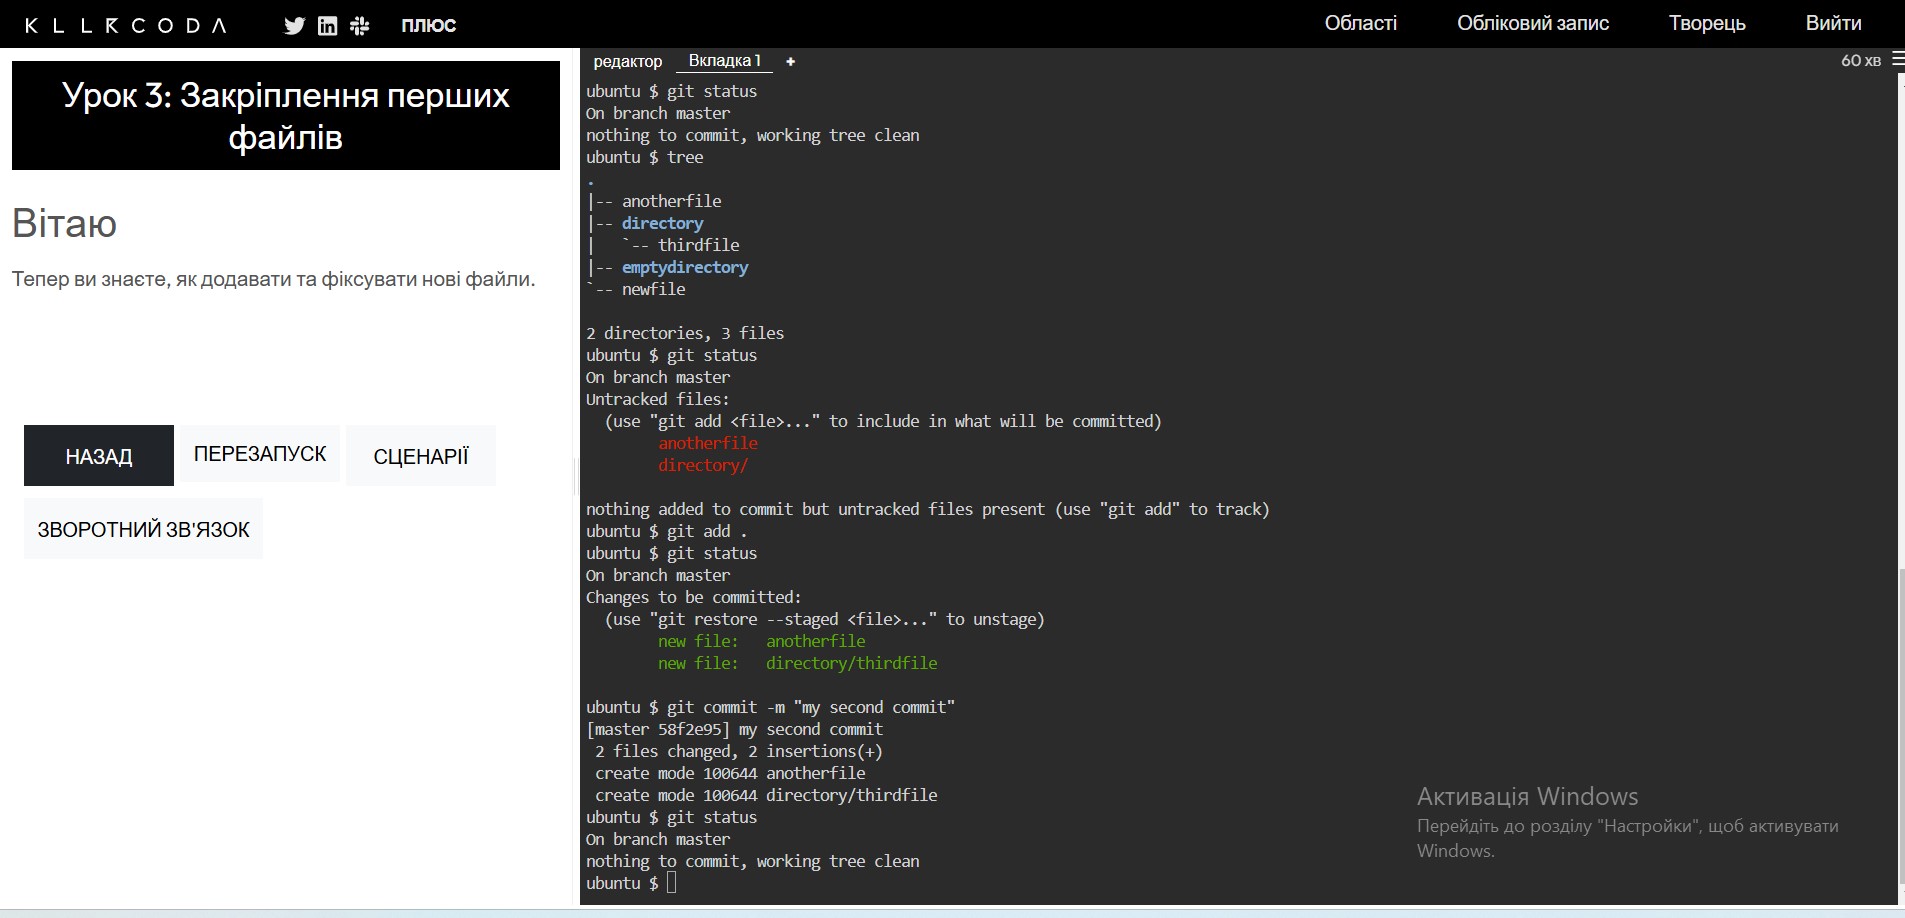 KLLRCODA
ПЛЮС
Області
Обліковий запис
Творець
Вийти
Урок 3: Закріплення перших
файлів
Вітаю
Тепер ви знаєте, як додавати та фіксувати нові файли.
НАЗАД
ПЕРЕЗАПУСК
СЦЕНАРІЇ
ЗВОРОТНИЙ ЗВ'ЯЗОК
редактор
Вкладка 1
+
60 хв
ubuntu $ git status
On branch master
nothing to commit, working tree clean
ubuntu $ tree
.
|-- anotherfile
|-- directory
|   `-- thirdfile
|-- emptydirectory
`-- newfile
2 directories, 3 files
ubuntu $ git status
On branch master
Untracked files:
  (use "git add <file>..." to include in what will be committed)
        anotherfile
        directory/
nothing added to commit but untracked files present (use "git add" to track)
ubuntu $ git add .
ubuntu $ git status
On branch master
Changes to be committed:
  (use "git restore --staged <file>..." to unstage)
        new file:   anotherfile
        new file:   directory/thirdfile
ubuntu $ git commit -m "my second commit"
[master 58f2e95] my second commit
 2 files changed, 2 insertions(+)
 create mode 100644 anotherfile
 create mode 100644 directory/thirdfile
ubuntu $ git status
On branch master
nothing to commit, working tree clean
ubuntu $
Активація Windows
Перейдіть до розділу "Настройки", щоб активувати
Windows.